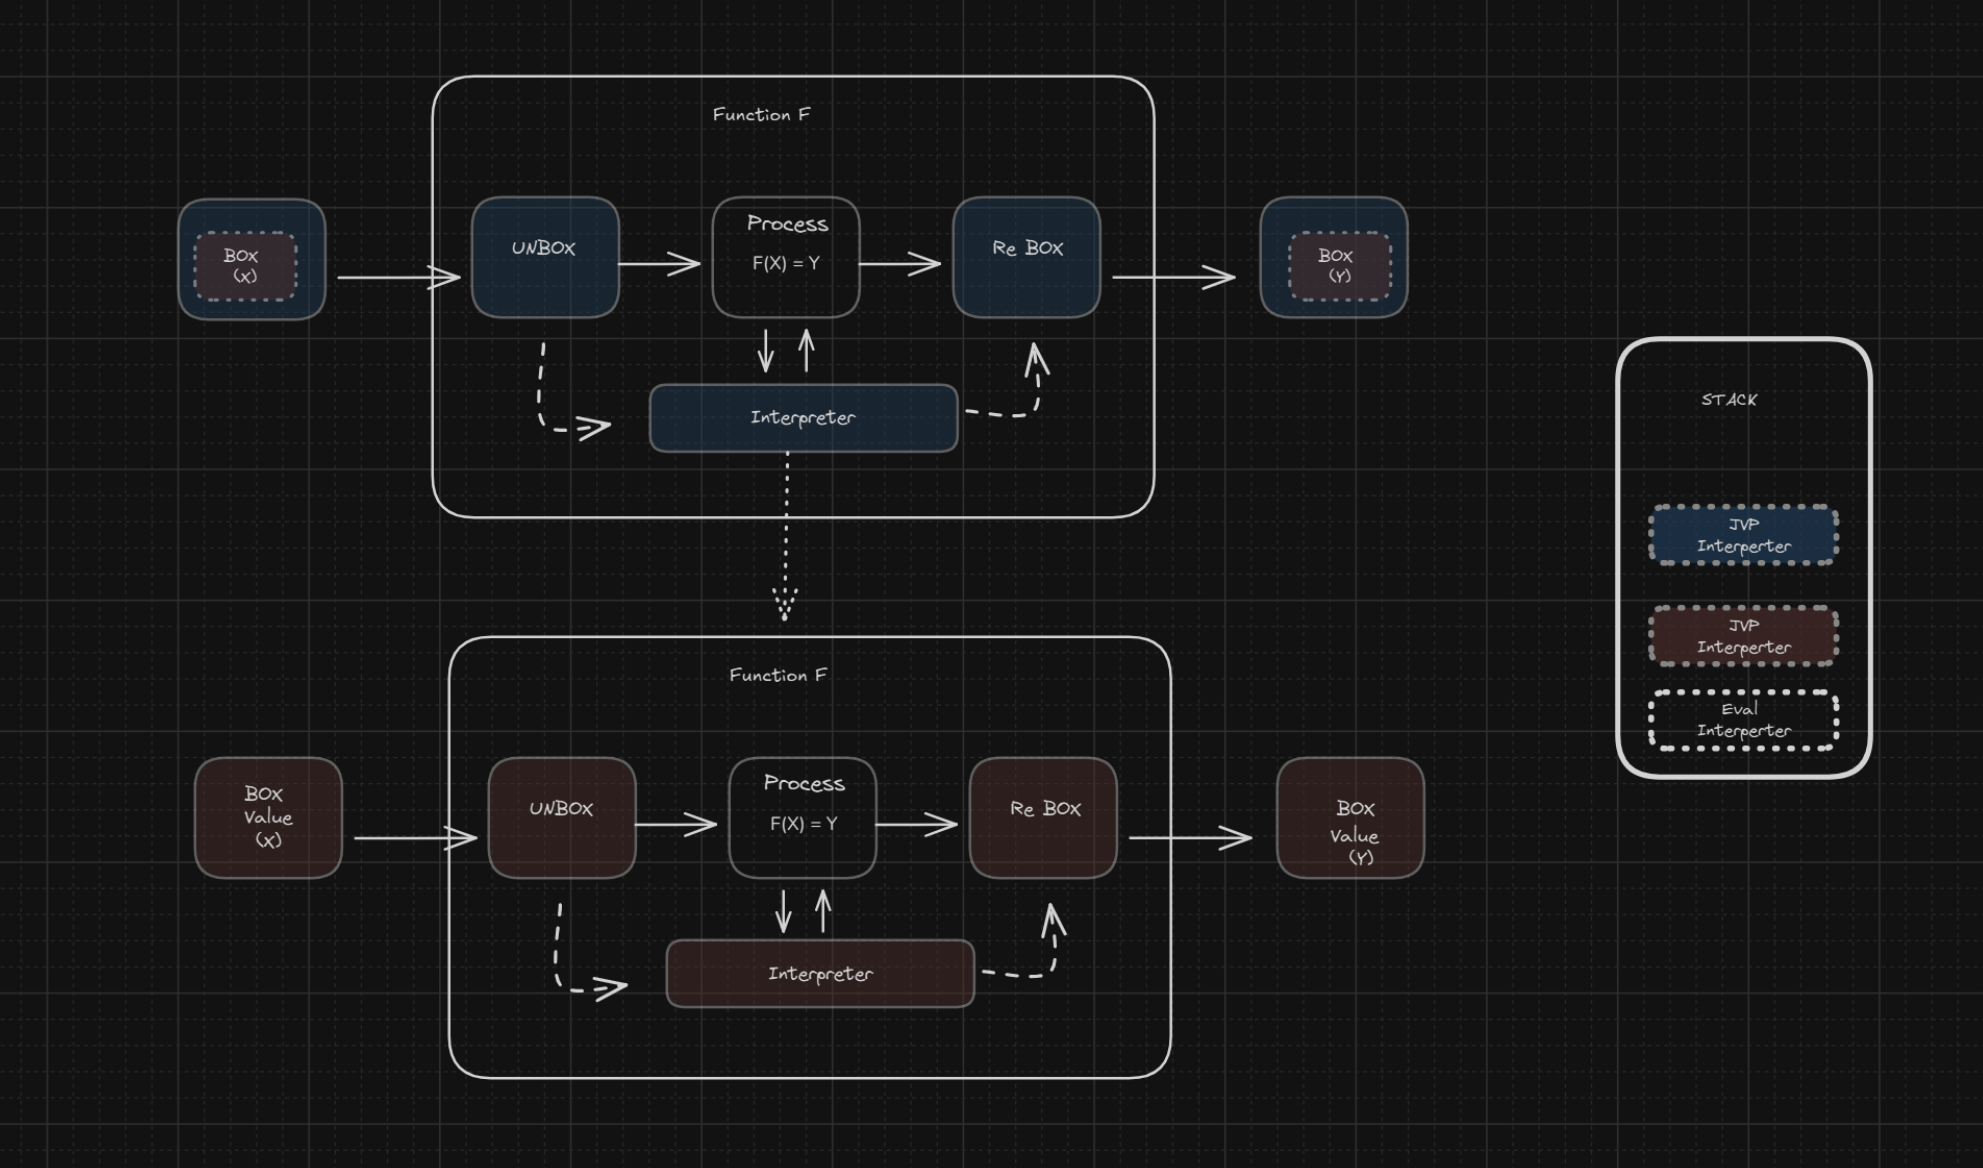 Function F
BOX
(x)
UNBOX
Process
F(X) = Y
Re BOX
BOX
(Y)
Interpreter
STACK
JVP
Interperter
JVP
Interperter
Eval
Interperter
Function F
BOX
Value
(X)
UNBOX
Process
F(X) = Y
Re BOX
BOX
Value
(Y)
Interpreter